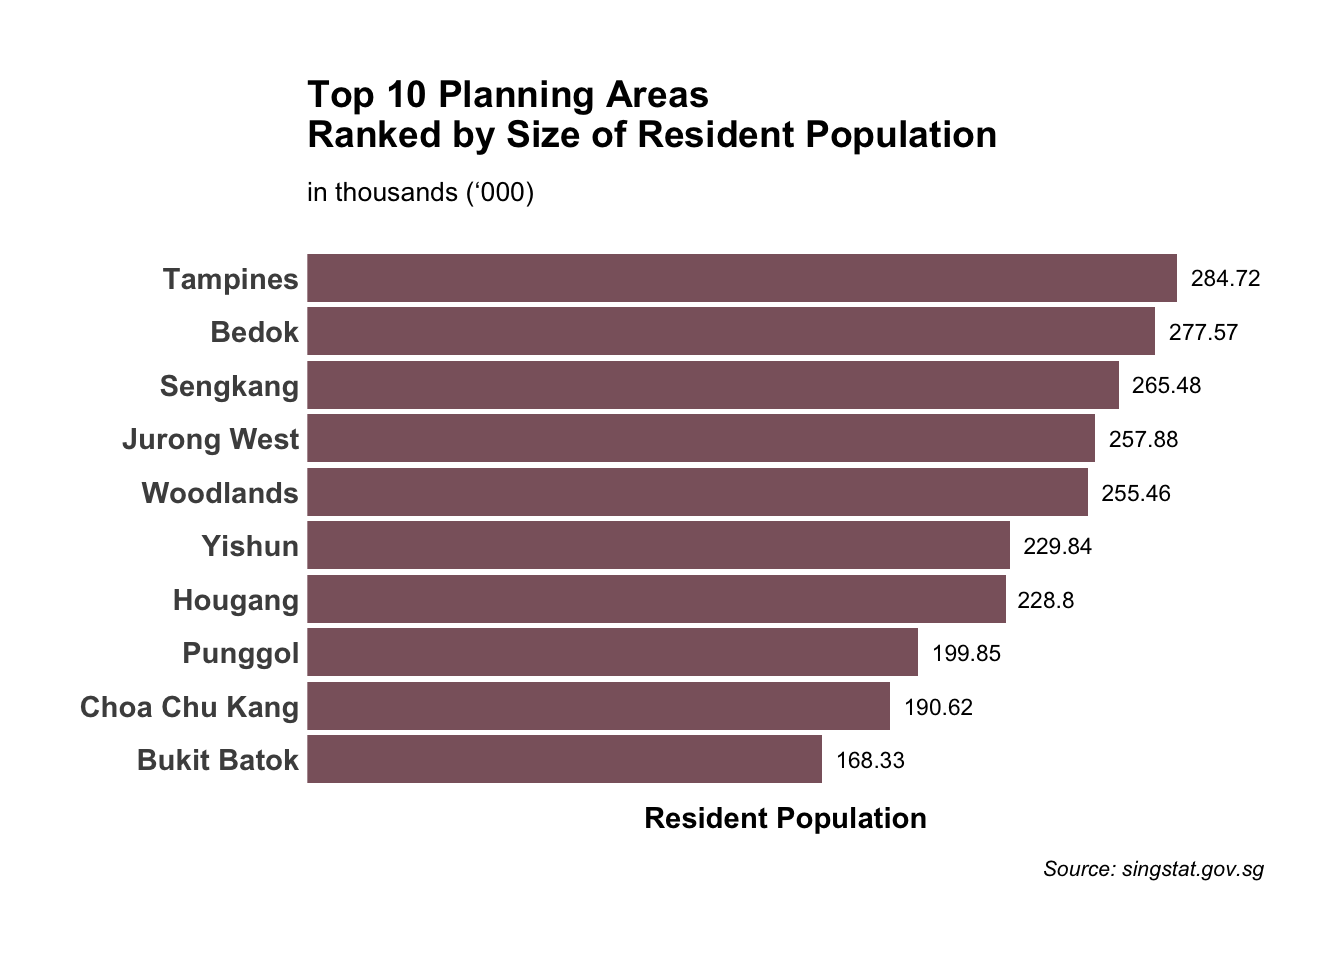 Top 10 Planning Areas
Ranked by Size of Resident Population
in thousands (‘000)
Tampines 284.72
Bedok 277.57
Sengkang 265.48
Jurong West 257.88
Woodlands 255.46
Yishun 229.84
Hougang 228.8
Punggol 199.85
Choa Chu Kang 190.62
Bukit Batok 168.33
Resident Population
Source: singstat.gov.sg